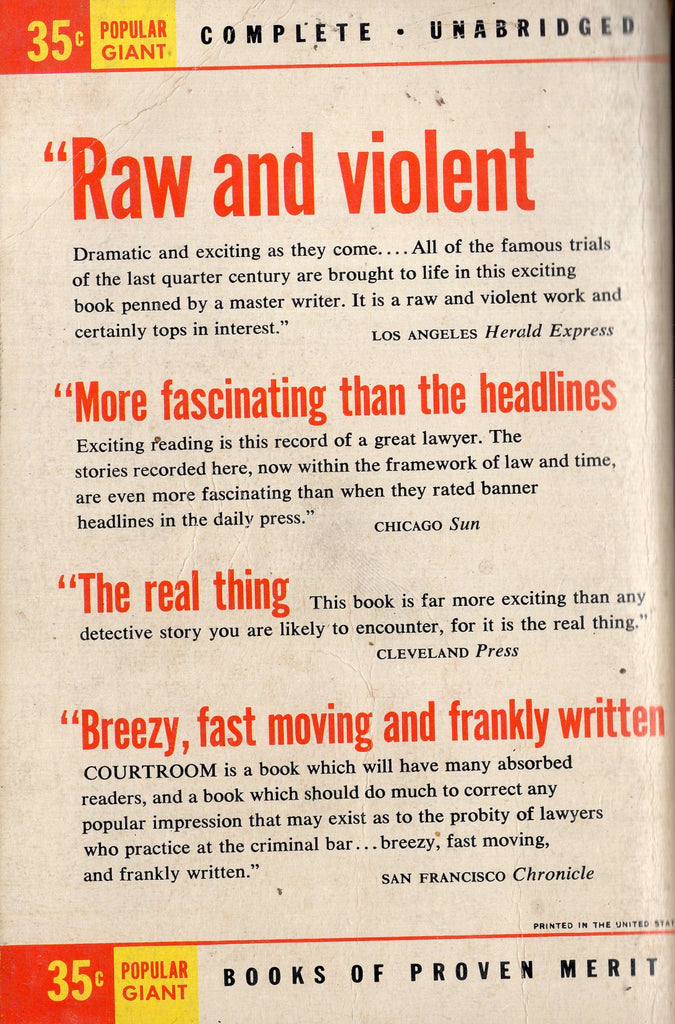 35c POPULAR GIANT COMPLETE · UNABRIDGED
“Raw and violent
Dramatic and exciting as they come....All of the famous trials
of the last quarter century are brought to life in this exciting
book penned by a master writer. It is a raw and violent work and
certainly tops in interest.” LOS ANGELES Herald Express
“More fascinating than the headlines
Exciting reading is this record of a great lawyer. The
stories recorded here, now within the framework of law and time,
are even more fascinating than when they rated banner
headlines in the daily press.” CHICAGO Sun
“The real thing This book is far more exciting than any
detective story you are likely to encounter, for it is the real thing.”
CLEVELAND Press
“Breezy, fast moving and frankly written
COURTROOM is a book which will have many absorbed
readers, and a book which should do much to correct any
popular impression that may exist as to the probity of lawyers
who practice at the criminal bar...breezy, fast moving,
and frankly written.” SAN FRANCISCO Chronicle
PRINTED IN THE UNITED STA
35c POPULAR GIANT BOOKS OF PROVEN MERIT